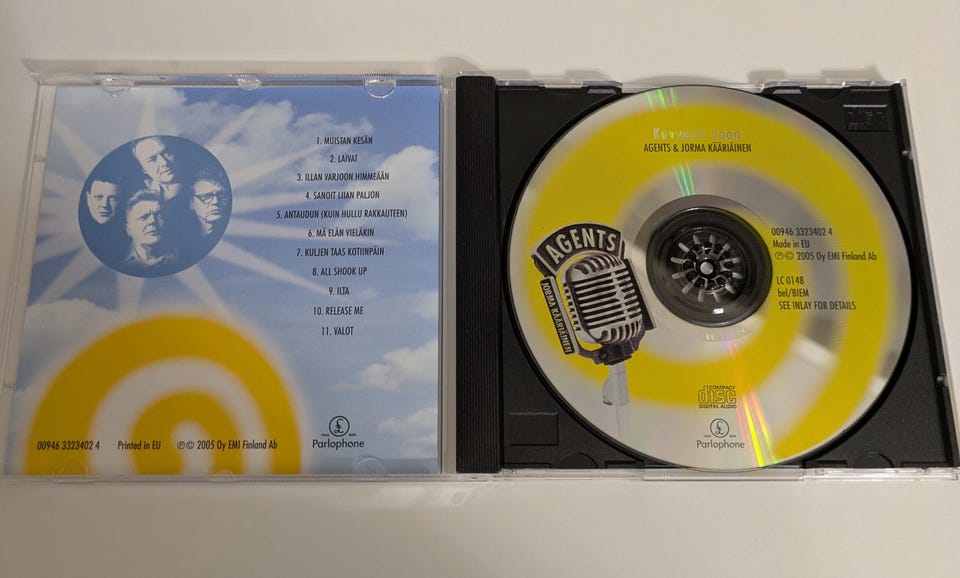 1. MUISTAN KESÄN
2. LAIVAT
3. ILLAN VARJOON HIMMEÄÄN
4. SANOIT LIIAN PALJON
5. ANTAUDUN (KUIN HULLU RAKKAUTEEN)
6. MÄ ELÄN VIELÄKIN
7. KULJEN TAAS KOTIINPÄIN
8. ALL SHOOK UP
9. ILTA
10. RELEASE ME
11. VALOT
00946 3323402 4 Printed in EU ℗© 2005 Oy EMI Finland Ab
£
Parlophone
AGENTS & JORMA KÄÄRIÄINEN
AGENTS
JORMA KÄÄRIÄINEN
00946 3323402 4
Made in EU
℗© 2005 Oy EMI Finland Ab
LC 0148
bel/BIEM
SEE INLAY FOR DETAILS
COMPACT
disc
DIGITAL AUDIO
£
Parlophone